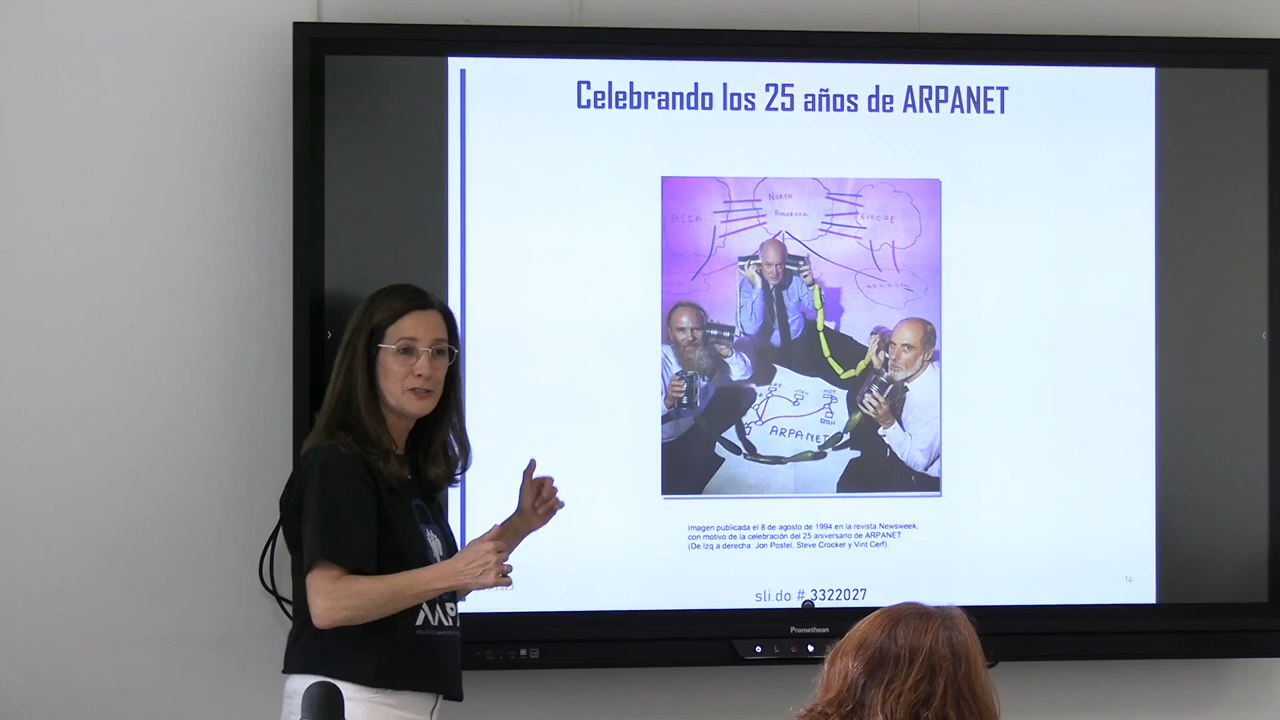 Celebrando los 25 años de ARPANET
NORTH
AMERICA
ASIA
EUROPE
UTAH
ARPANET
Imagen publicada el 8 de agosto de 1994 en la revista Newsweek,
con motivo de la celebración del 25 aniversario de ARPANET
(De Izq a derecha: Jon Postel, Steve Crocker y Vint Cerf).
14
sli.do # 3322027
Promethean